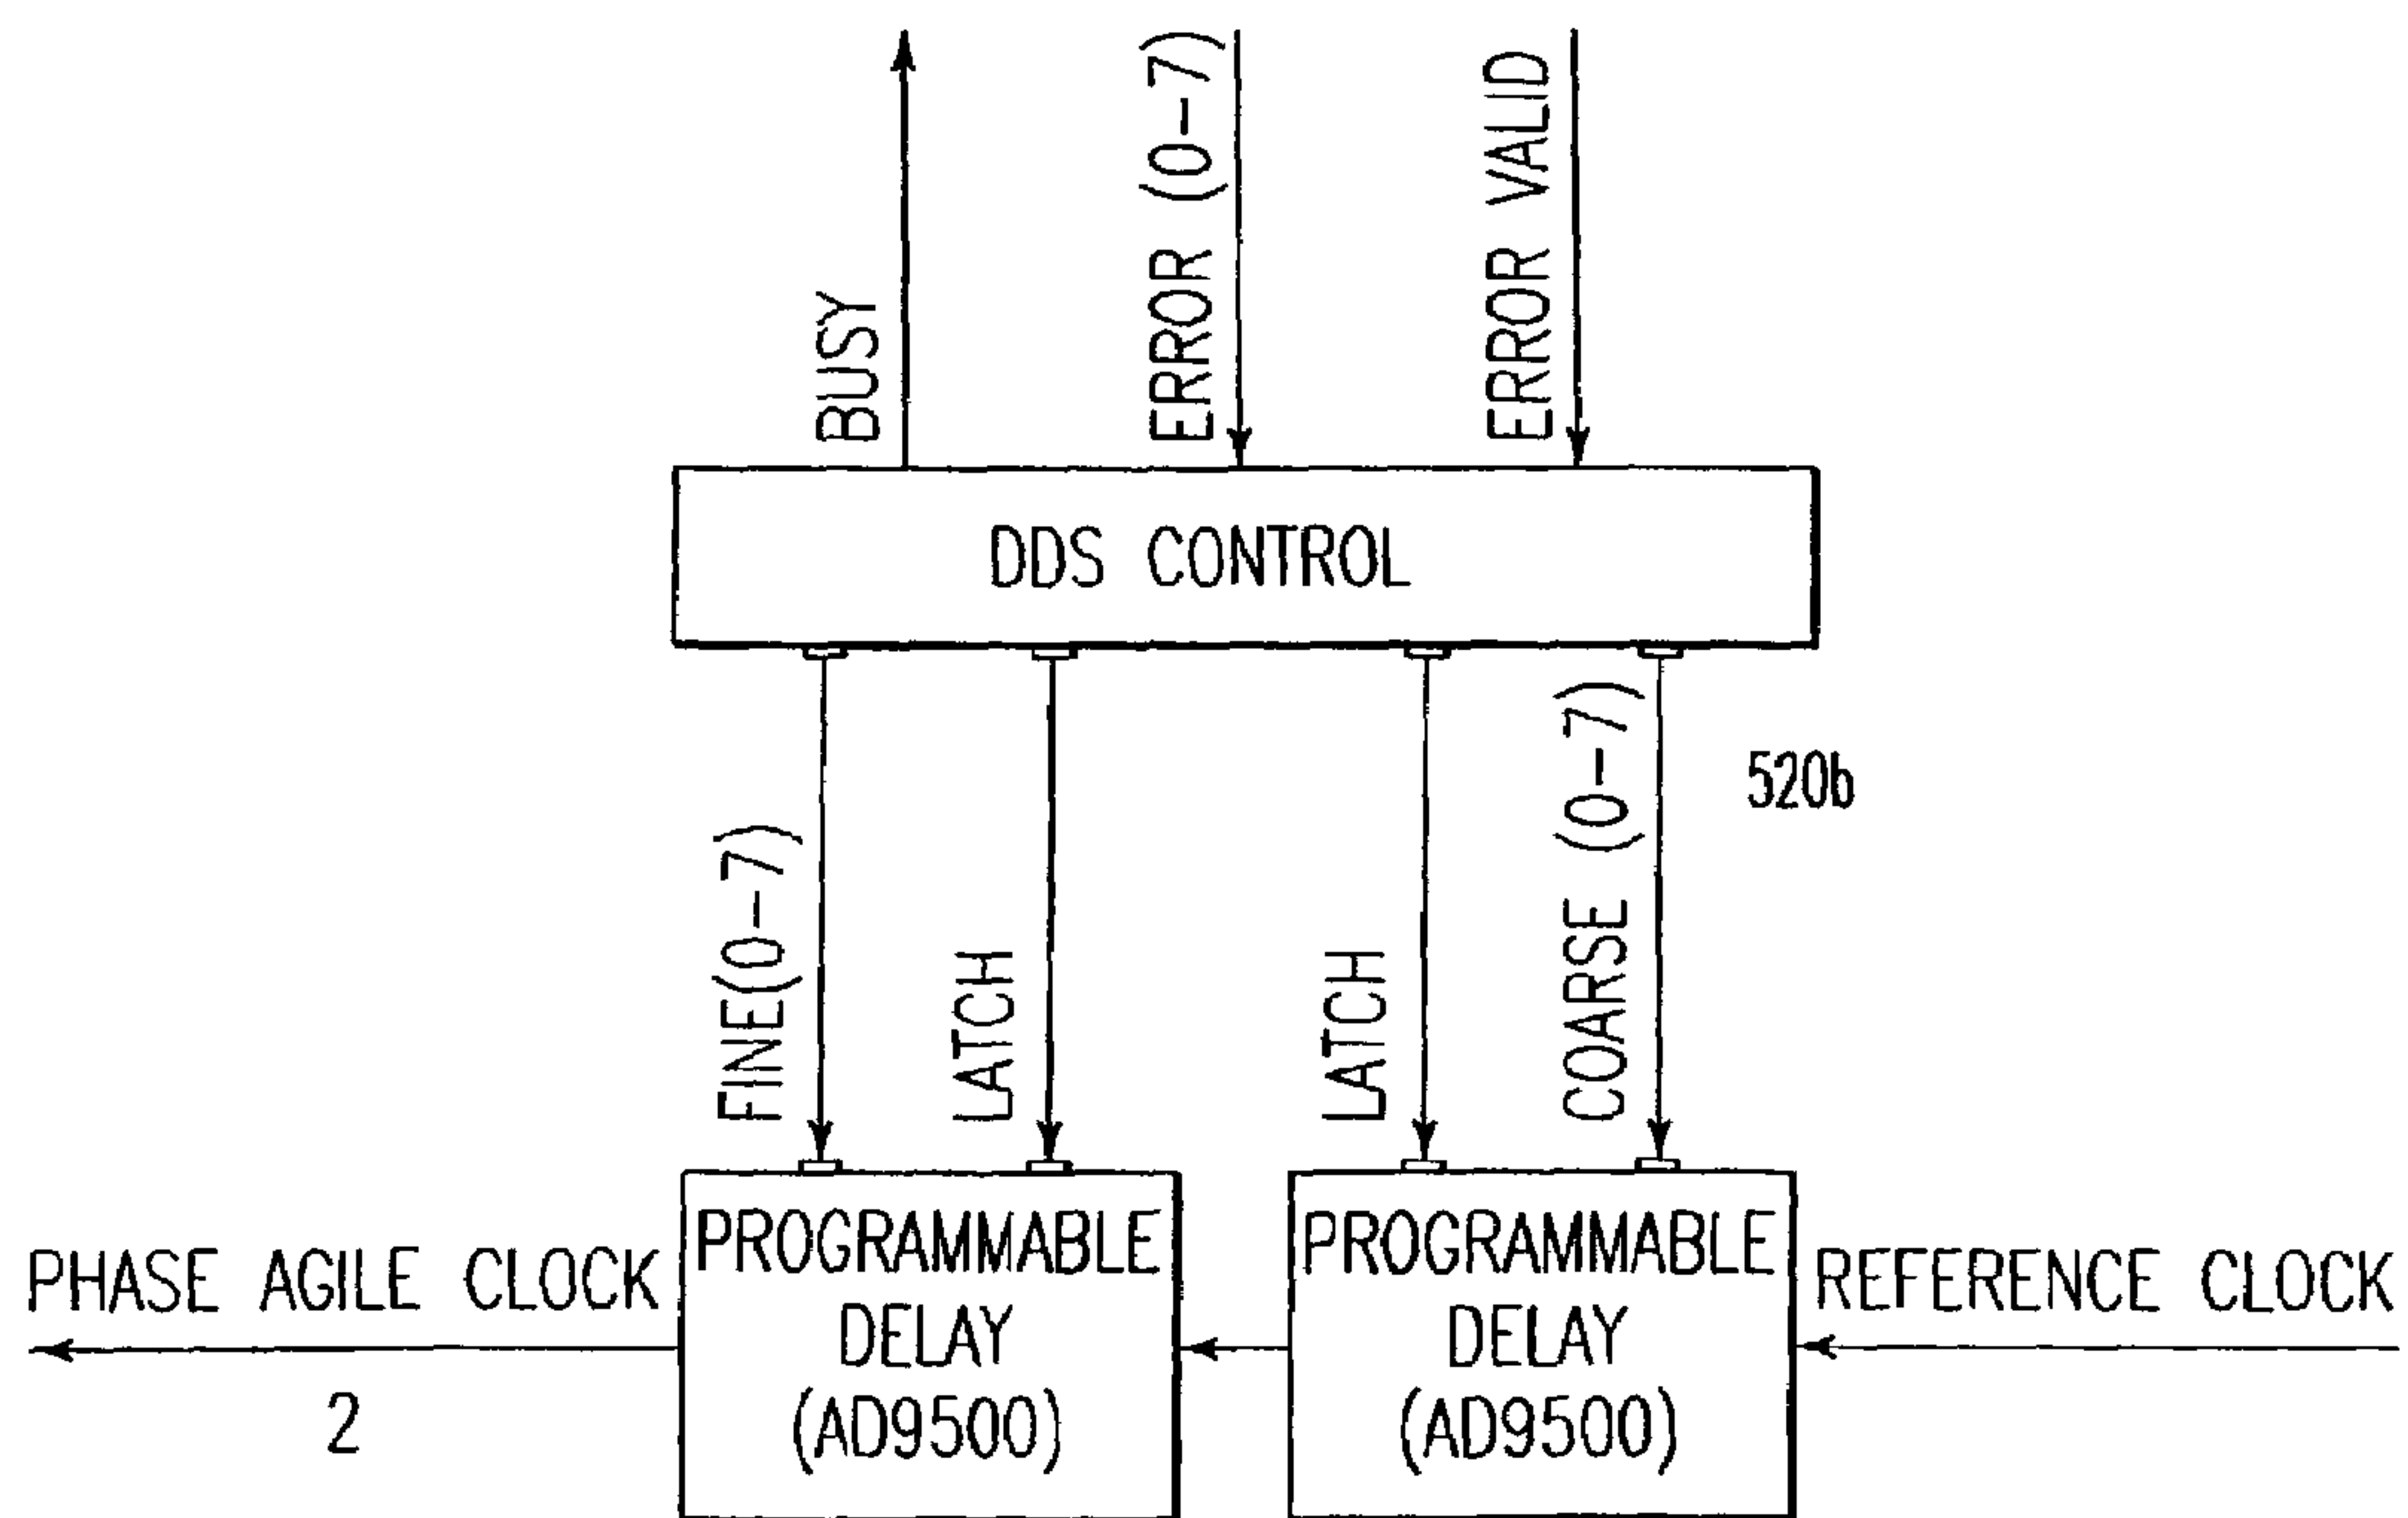 BUSY
ERROR (0-7)
ERROR VALID
DDS CONTROL
FINE(0-7)
LATCH
LATCH
COARSE (0-7)
520b
PHASE AGILE CLOCK
2
PROGRAMMABLE
DELAY
(AD9500)
PROGRAMMABLE
DELAY
(AD9500)
REFERENCE CLOCK